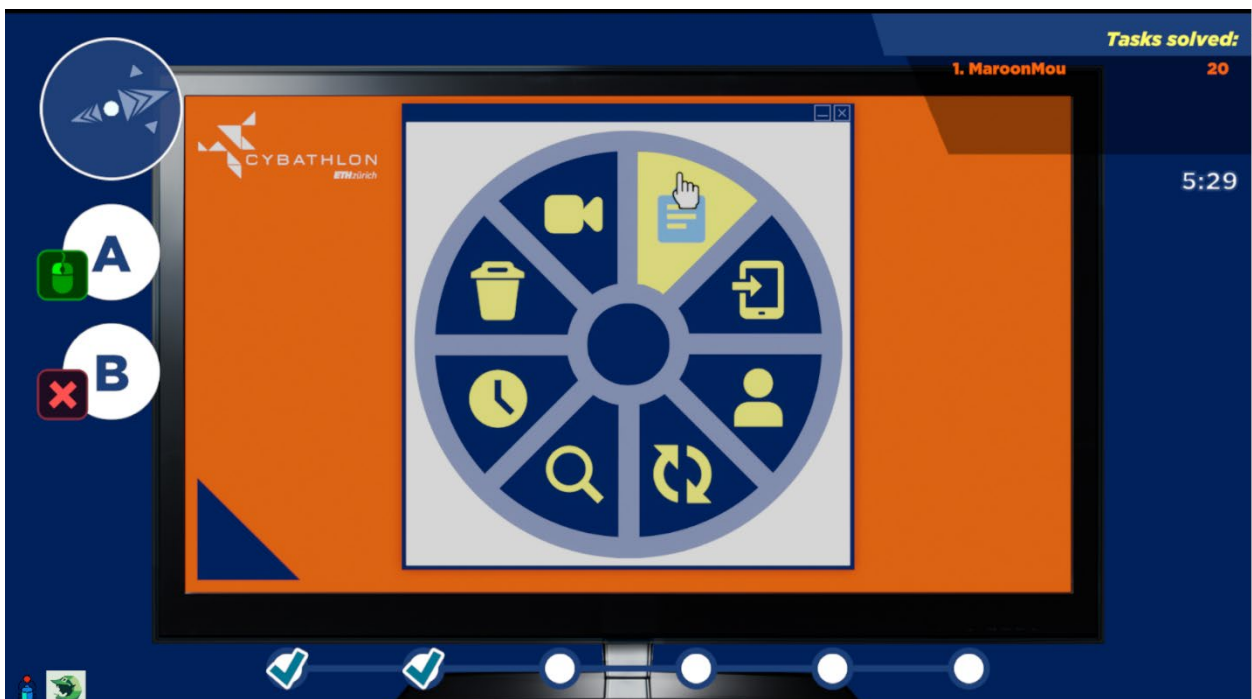 Tasks solved:
1. MaroonMou 20
5:29
CYBATHLON
ETHzürich
A
B